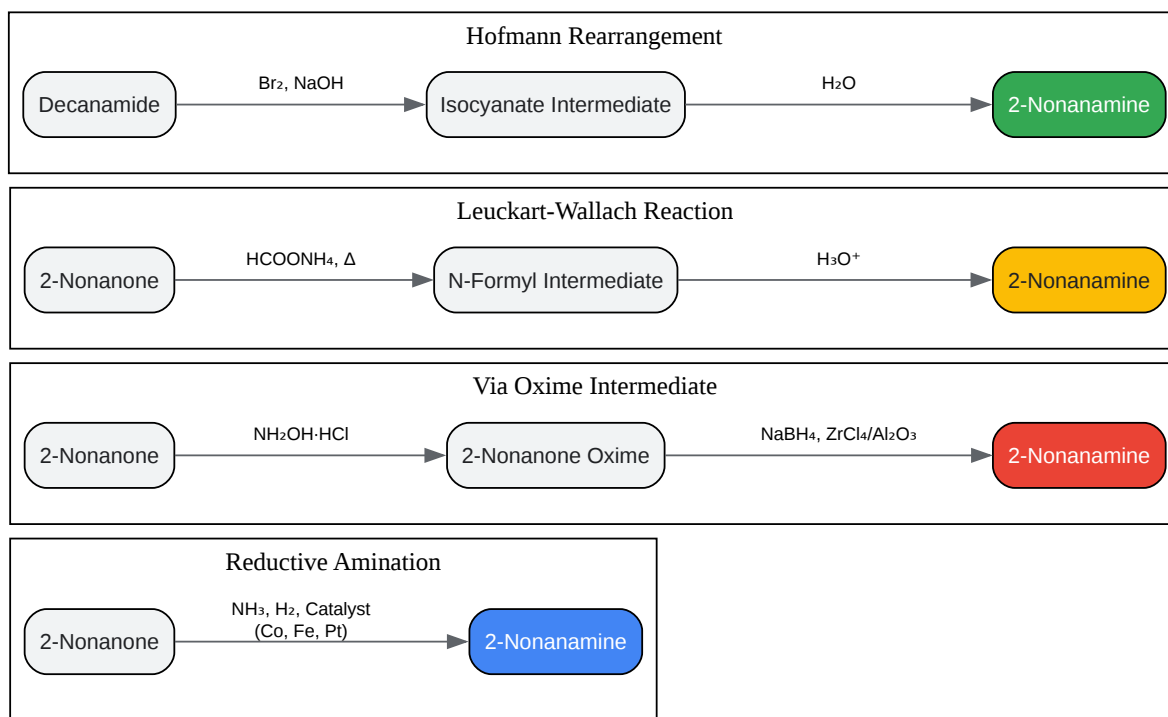 Hofmann Rearrangement
Br₂, NaOH
H₂O
Decanamide
Isocyanate Intermediate
2-Nonanamine
Leuckart-Wallach Reaction
HCOONH₄, Δ
H₃O⁺
2-Nonanone
N-Formyl Intermediate
2-Nonanamine
Via Oxime Intermediate
NH₂OH·HCl
NaBH₄, ZrCl₄/Al₂O₃
2-Nonanone
2-Nonanone Oxime
2-Nonanamine
Reductive Amination
NH₃, H₂, Catalyst
(Co, Fe, Pt)
2-Nonanone
2-Nonanamine